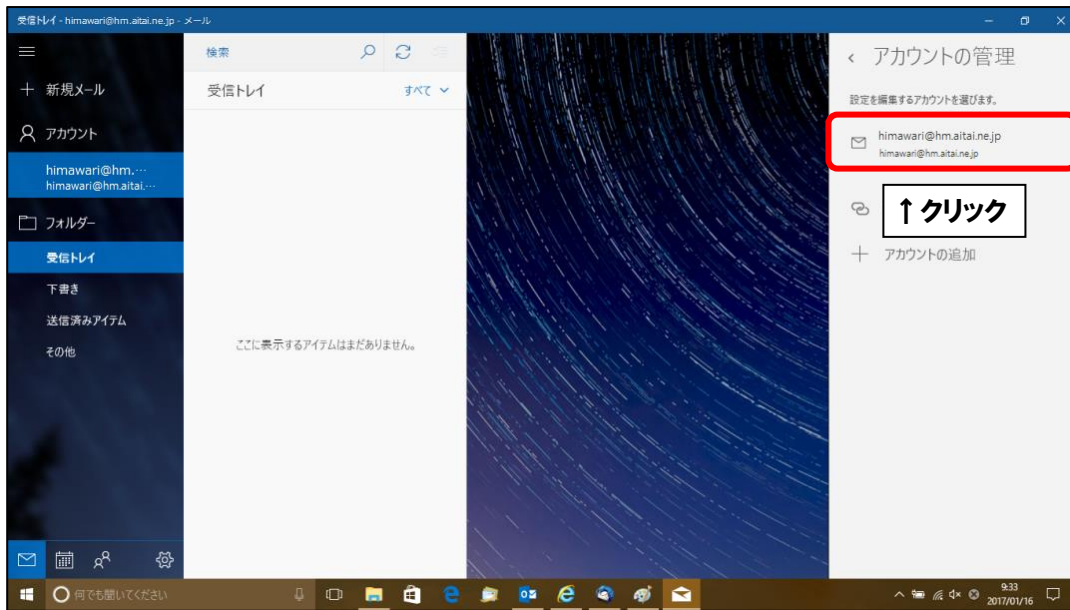 受信トレイ - himawari@hm.aitai.ne.jp - メール
検索
新規メール
アカウント
himawari@hm.…
himawari@hm.aitai.…
フォルダー
受信トレイ
下書き
送信済みアイテム
その他
受信トレイ
すべて
ここに表示するアイテムはまだありません。
アカウントの管理
設定を編集するアカウントを選びます。
himawari@hm.aitai.ne.jp
himawari@hm.aitai.ne.jp
↑クリック
アカウントの追加
何でも聞いてください
9:33
2017/01/16